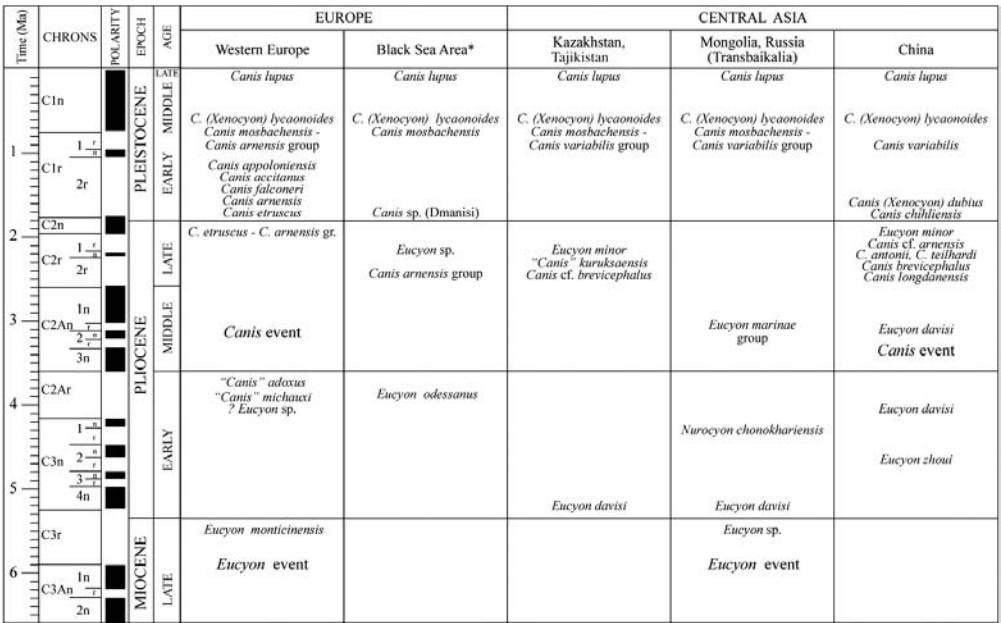 Time (Ma)
CHRONS
POLARITY
EPOCH
AGE
EUROPE
CENTRAL ASIA
Western Europe
Black Sea Area*
Kazakhstan,
Tajikistan
Mongolia, Russia
(Transbaikalia)
China
1
2
3
4
5
6
C1n
1 r
n
C1r
2r
C2n
1 r
n
C2r
2r
1n
C2An r
2 n
r
3n
C2Ar
1 n
r
C3n
2 n
r
3 n
r
4n
C3r
1n
C3An r
2n
PLEISTOCENE
PLIOCENE
MIOCENE
LATE
MIDDLE
EARLY
LATE
MIDDLE
EARLY
LATE
Canis lupus
C. (Xenocyon) lycaonoides
Canis mosbachensis -
Canis arnensis group
Canis appoloniensis
Canis accitanus
Canis falconeri
Canis arnensis
Canis etruscus
C. etruscus - C. arnensis gr.
Canis event
“Canis” adoxus
“Canis” michauxi
? Eucyon sp.
Eucyon monticinensis
Eucyon event
Canis lupus
C. (Xenocyon) lycaonoides
Canis mosbachensis
Canis sp. (Dmanisi)
Eucyon sp.
Canis arnensis group
Eucyon odessanus
Canis lupus
C. (Xenocyon) lycaonoides
Canis mosbachensis -
Canis variabilis group
Eucyon minor
“Canis” kuruksaensis
Canis cf. brevicephalus
Eucyon davisi
Canis lupus
C. (Xenocyon) lycaonoides
Canis mosbachensis -
Canis variabilis group
Eucyon marinae
group
Nurocyon chonokhariensis
Eucyon davisi
Eucyon sp.
Eucyon event
Canis lupus
C. (Xenocyon) lycaonoides
Canis variabilis
Canis (Xenocyon) dubius
Canis chihliensis
Eucyon minor
Canis cf. arnensis
C. antonii, C. teilhardi
Canis brevicephalus
Canis longdanensis
Eucyon davisi
Canis event
Eucyon davisi
Eucyon zhoui